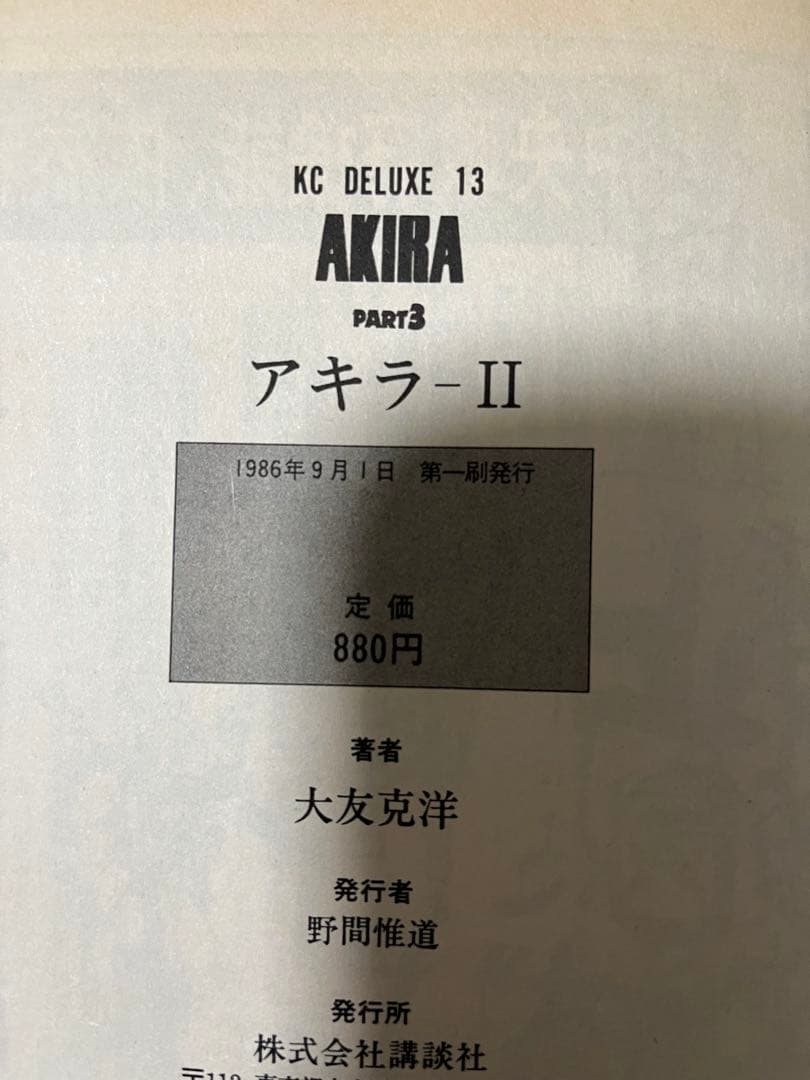 KC DELUXE 13
AKIRA
PART3
アキラ-II
1986年9月1日 第一刷発行
定価
880円
著者
大友克洋
発行者
野間惟道
発行所
株式会社講談社
〒112